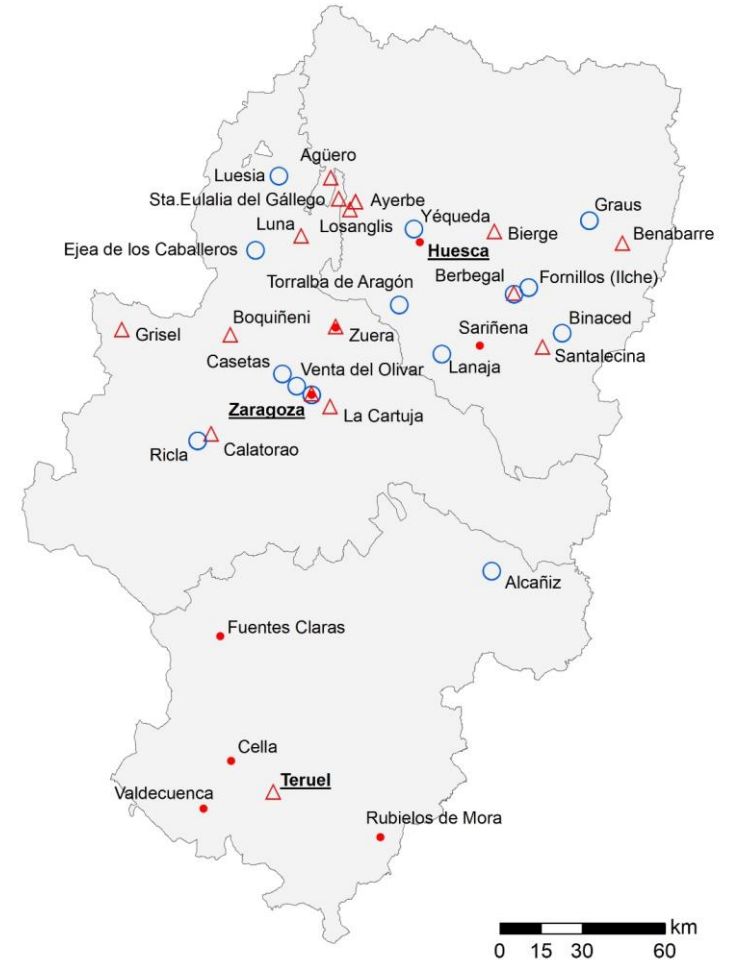 Agüero
Luesia
Sta.Eulalia del Gállego
Ayerbe
Graus
Luna
Losanglis
Yéqueda
Bierge
Benabarre
Ejea de los Caballeros
Huesca
Berbegal
Fornillos (Ilche)
Torralba de Aragón
Boquiñeni
Binaced
Grisel
Zuera
Sariñena
Santalecina
Casetas
Venta del Olivar
Lanaja
Zaragoza
La Cartuja
Ricla
Calatorao
Alcañiz
Fuentes Claras
Cella
Teruel
Valdecuenca
Rubielos de Mora
km
0 15 30 60